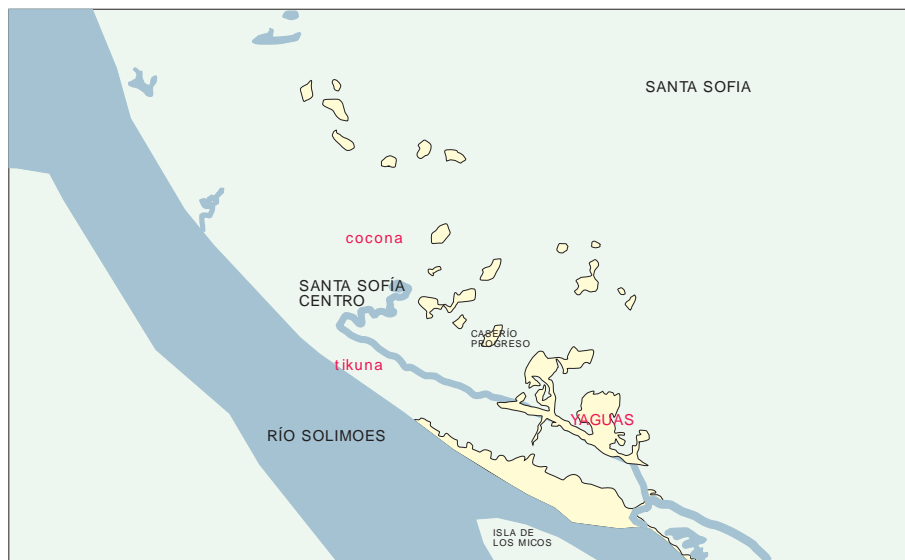 SANTA SOFIA
cocona
SANTA SOFÍA
CENTRO
CASERÍO
PROGRESO
tikuna
YAGUAS
RÍO SOLIMOES
ISLA DE
LOS MICOS